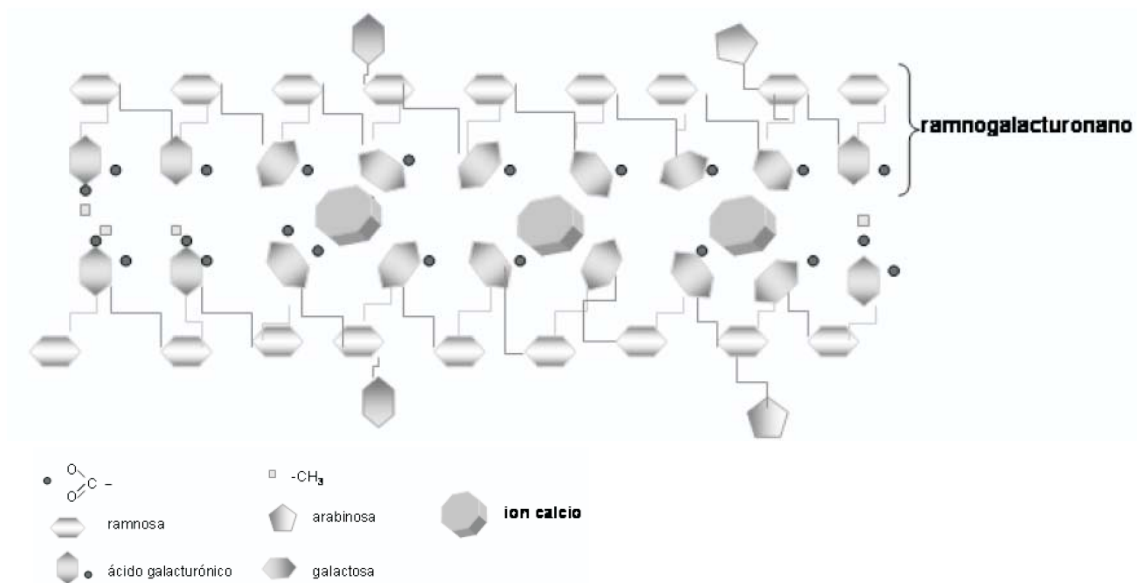 ramnogalacturonano
O
O C –
-CH3
ramnosa
arabinosa
ion calcio
ácido galacturónico
galactosa